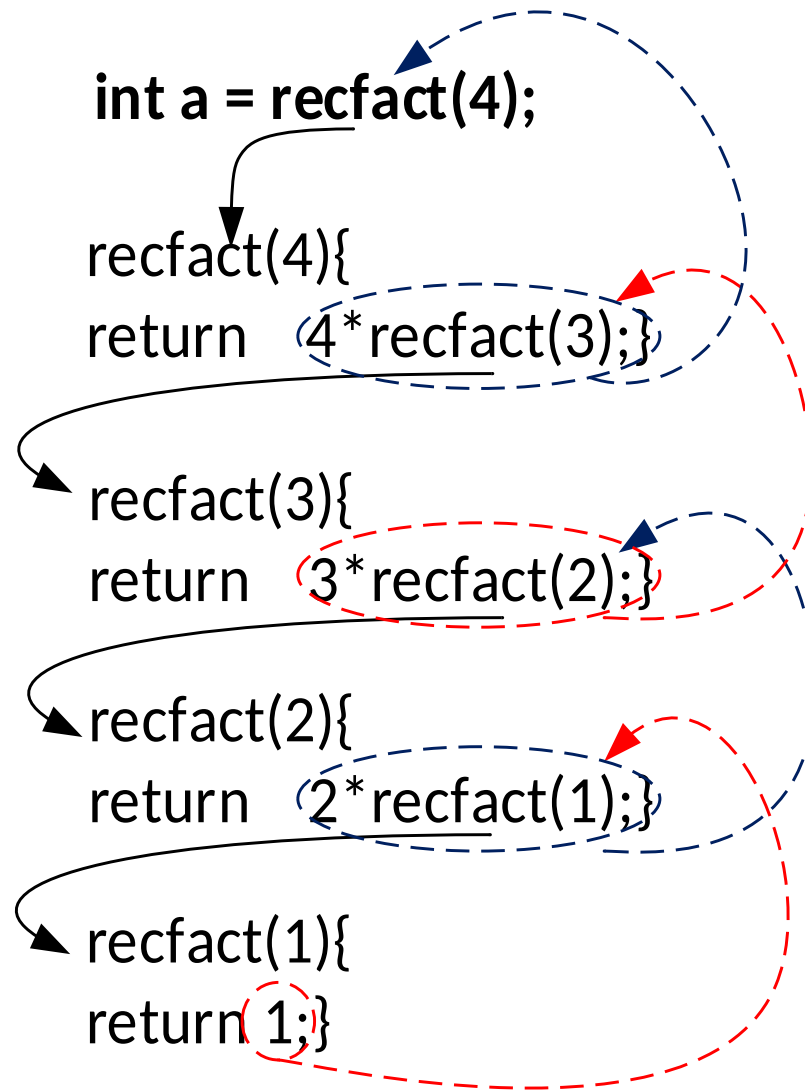 int a = recfact(4);
recfact(4){
return 4*recfact(3);}
recfact(3){
return 3*recfact(2);}
recfact(2){
return 2*recfact(1);}
recfact(1){
return 1;}